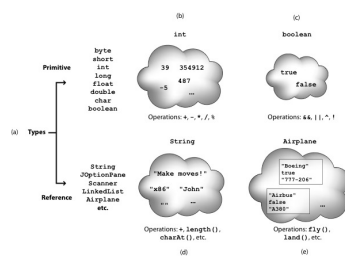 (b)
(c)
int
boolean
Primitive
byte
short
int
long
float
double
char
boolean
39 354912
487
-5
...
true
false
Operations: +, -, *, /, %
Operations: &&, ||, ^, !
(a)
Types
String
Airplane
Reference
String
JOptionPane
Scanner
LinkedList
Airplane
etc.
"Make moves!"
"x86" "John"
"" ...
"Boeing"
true
"777-206"
"Airbus"
false
"A380"
...
Operations: +, length(),
charAt(), etc.
Operations: fly(),
land(), etc.
(d)
(e)